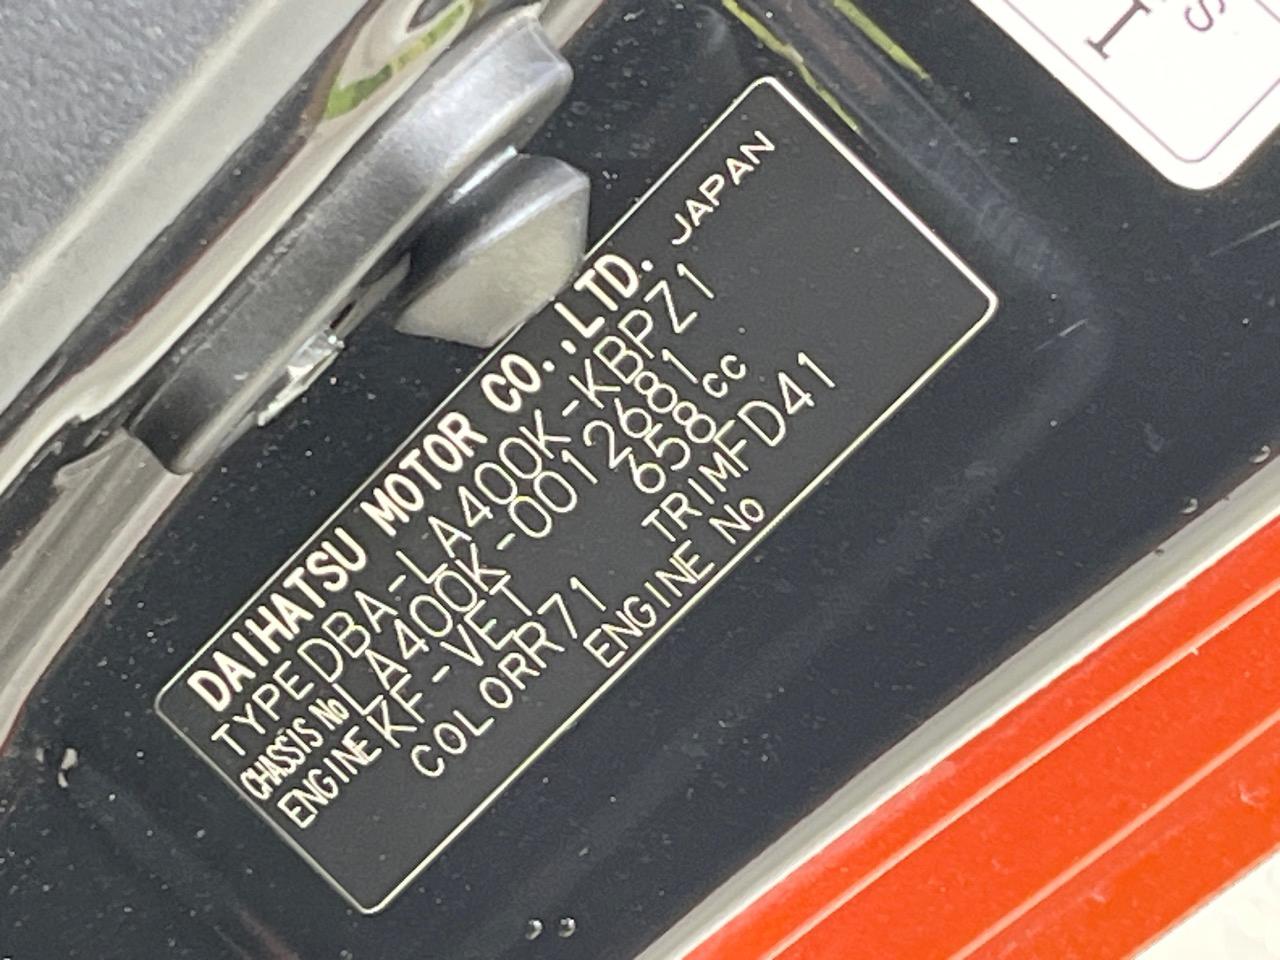 S
I
DAIHATSU MOTOR CO.,LTD. JAPAN
TYPE DBA-LA400K-KBPZ1
CHASSIS No LA400K-0012681
ENGINE KF-VET 658cc
COLOR R71 TRIM FD41
ENGINE No